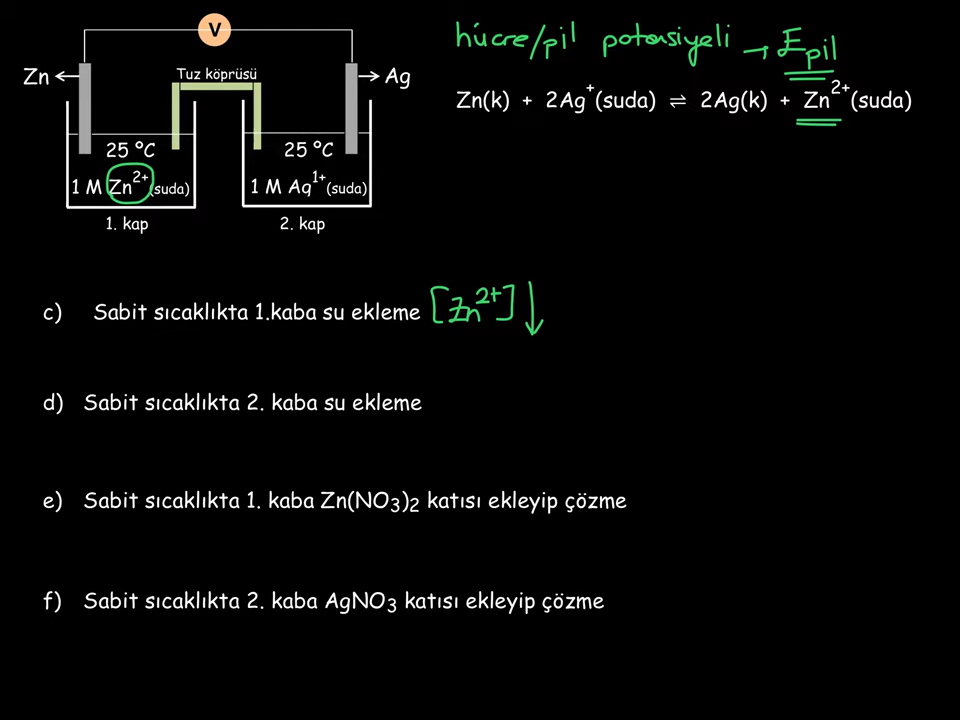 V
hücre/pil potansiyeli → Epil
Zn ← Tuz köprüsü → Ag
Zn(k) + 2Ag⁺(suda) ⇌ 2Ag(k) + Zn²⁺(suda)
25 ºC 25 ºC
1 M Zn²⁺(suda) 1 M Ag¹⁺(suda)
1. kap 2. kap
c) Sabit sıcaklıkta 1.kaba su ekleme [Zn²⁺] ↓
d) Sabit sıcaklıkta 2. kaba su ekleme
e) Sabit sıcaklıkta 1. kaba Zn(NO₃)₂ katısı ekleyip çözme
f) Sabit sıcaklıkta 2. kaba AgNO₃ katısı ekleyip çözme